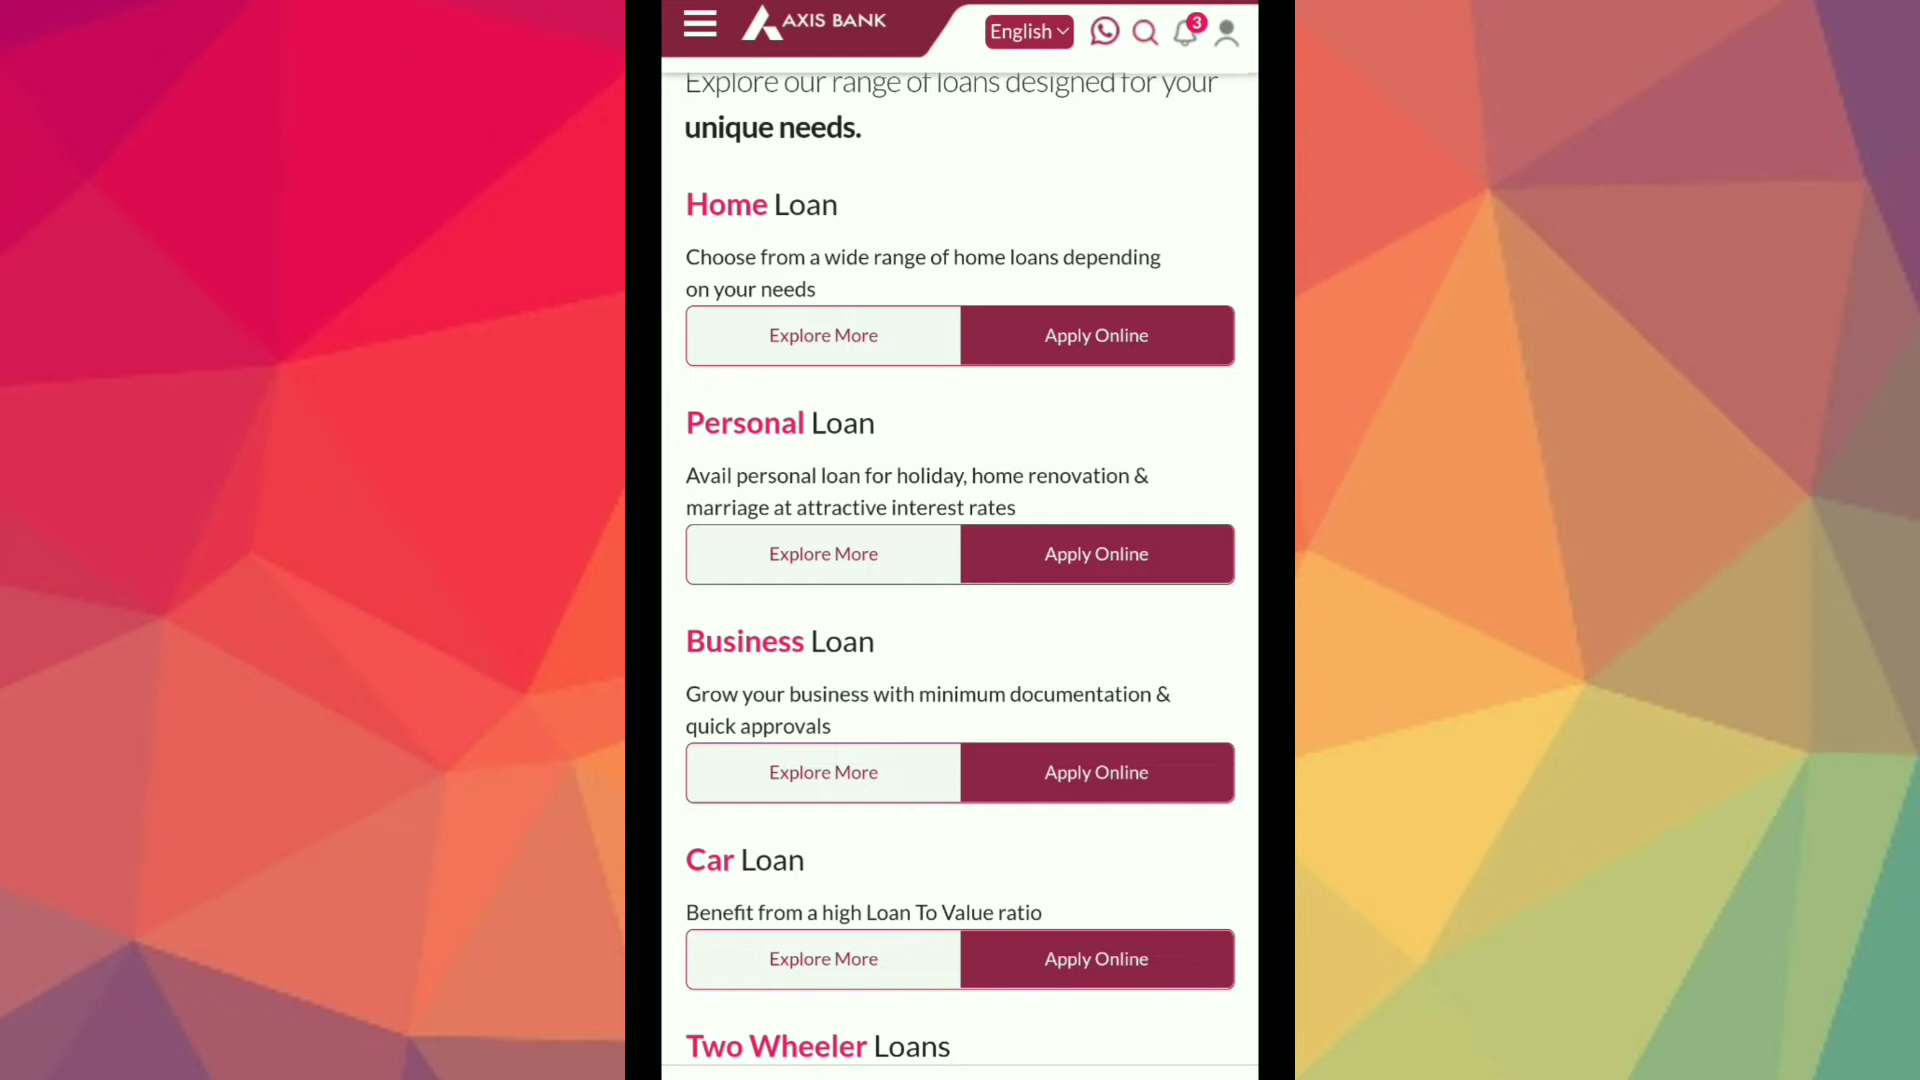 AXIS BANK
English
3
Explore our range of loans designed for your
unique needs.
Home Loan
Choose from a wide range of home loans depending
on your needs
Explore More
Apply Online
Personal Loan
Avail personal loan for holiday, home renovation &
marriage at attractive interest rates
Explore More
Apply Online
Business Loan
Grow your business with minimum documentation &
quick approvals
Explore More
Apply Online
Car Loan
Benefit from a high Loan To Value ratio
Explore More
Apply Online
Two Wheeler Loans